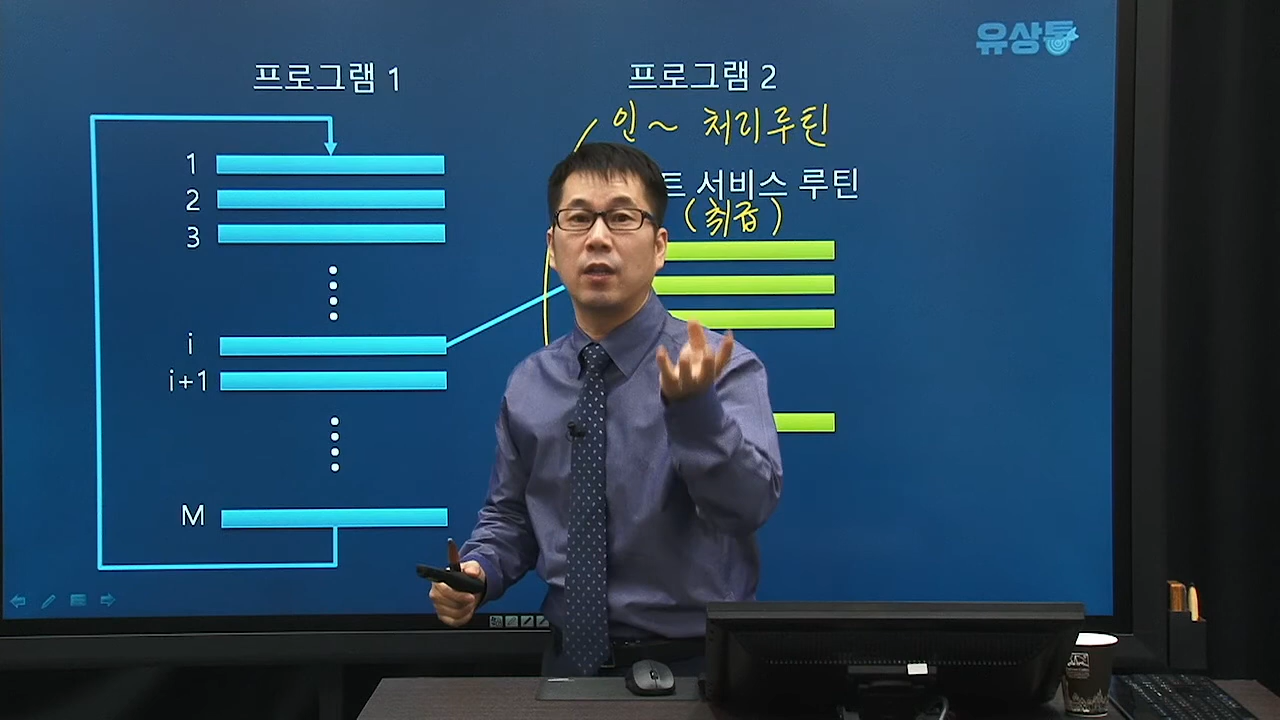 유상통
프로그램 1
프로그램 2
인~ 처리루틴
트 서비스 루틴
(취급)
1
2
3
i
i+1
M